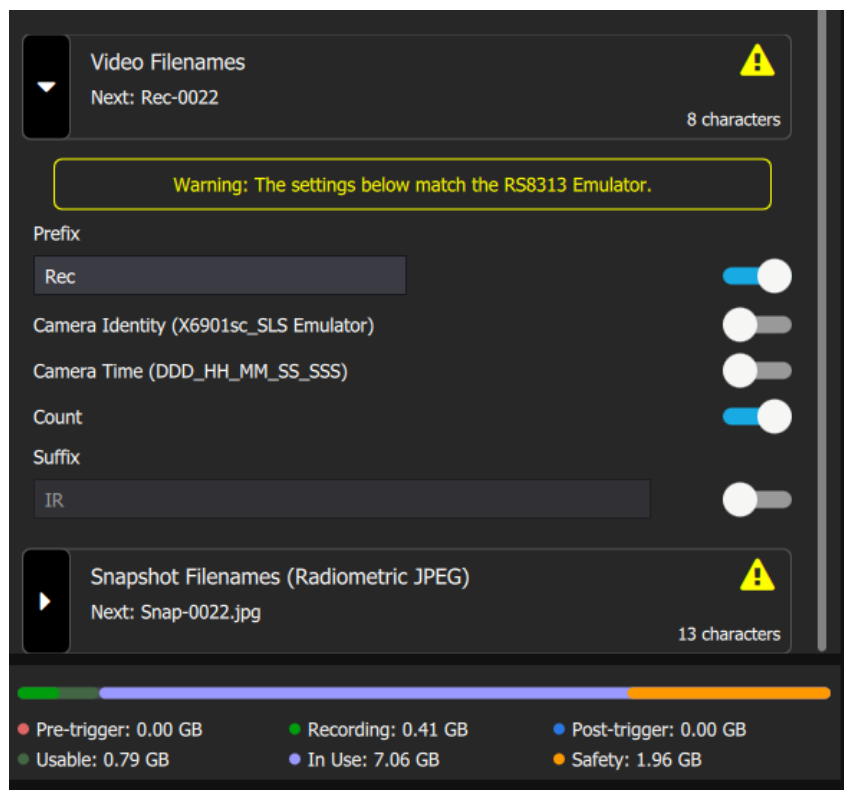 Video Filenames
Next: Rec-0022
8 characters
Warning: The settings below match the RS8313 Emulator.
Prefix
Rec
Camera Identity (X6901sc_SLS Emulator)
Camera Time (DDD_HH_MM_SS_SSS)
Count
Suffix
IR
Snapshot Filenames (Radiometric JPEG)
Next: Snap-0022.jpg
13 characters
Pre-trigger: 0.00 GB Recording: 0.41 GB Post-trigger: 0.00 GB
Usable: 0.79 GB In Use: 7.06 GB Safety: 1.96 GB